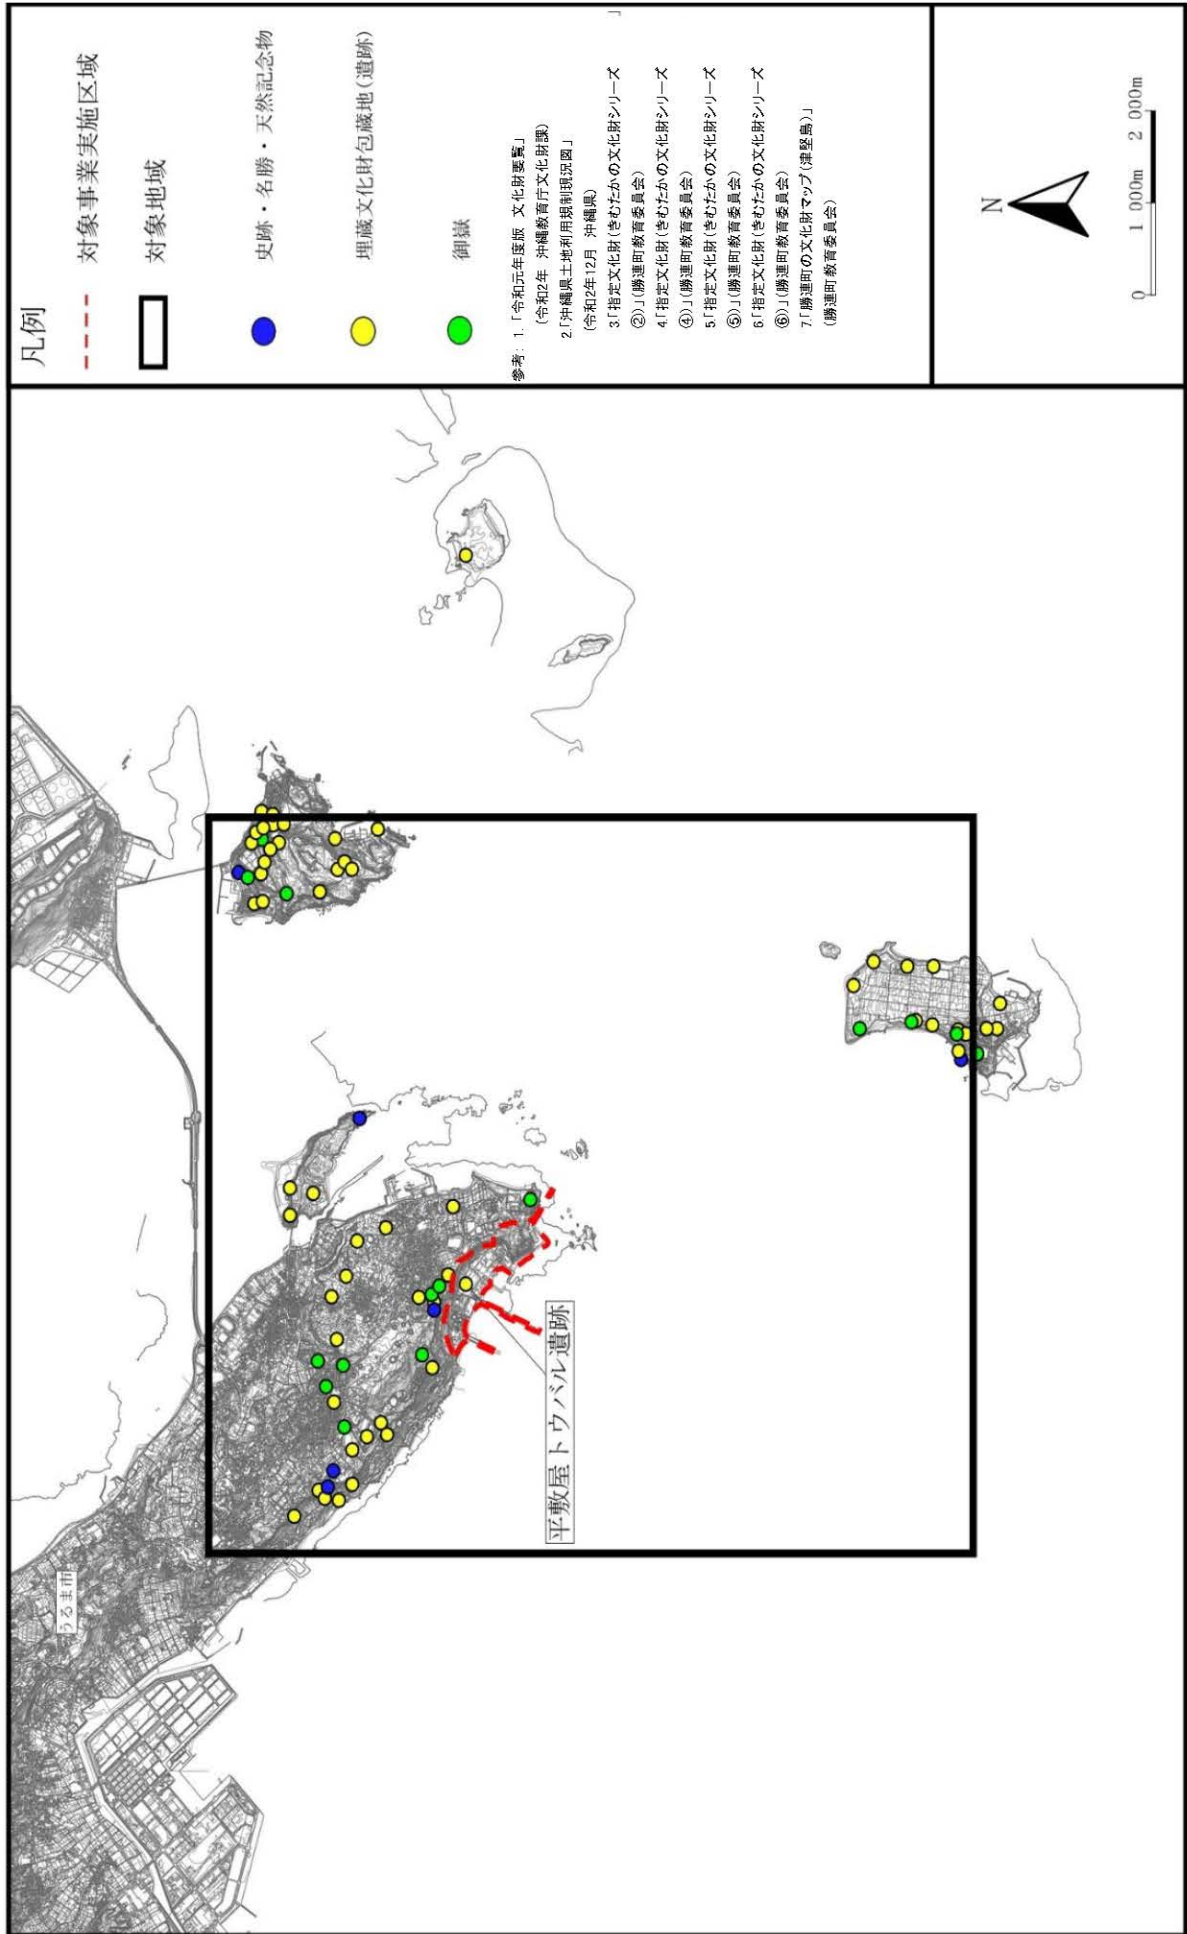 凡例
対象事業実施区域
対象地域
史跡・名勝・天然記念物
埋蔵文化財包蔵地(遺跡)
御嶽
参考：1.「令和元年度版 文化財要覧」
(令和2年 沖縄教育庁文化財課)
2.「沖縄県土地利用規制現況図」
(令和2年12月 沖縄県)
3.「指定文化財(きむたかの文化財シリーズ
②)」(勝連町教育委員会)
4.「指定文化財(きむたかの文化財シリーズ
④)」(勝連町教育委員会)
5.「指定文化財(きむたかの文化財シリーズ
⑤)」(勝連町教育委員会)
6.「指定文化財(きむたかの文化財シリーズ
⑥)」(勝連町教育委員会)
7.「勝連町の文化財マップ(津堅島)」
(勝連町教育委員会)
」
N
0 1 000m 2 000m
うるま市
平敷屋トウバル遺跡